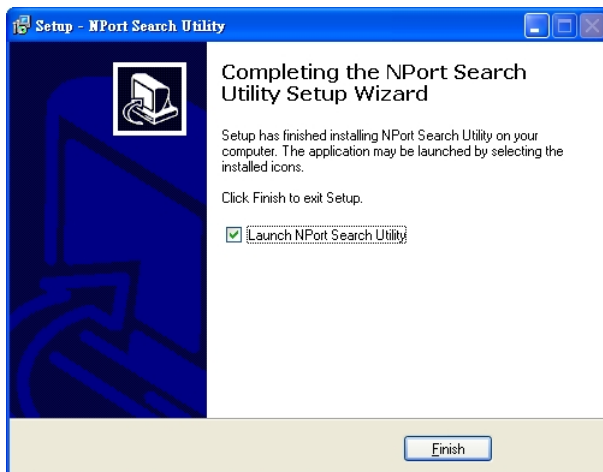 Setup - NPort Search Utility
Completing the NPort Search
Utility Setup Wizard
Setup has finished installing NPort Search Utility on your
computer. The application may be launched by selecting the
installed icons.
Click Finish to exit Setup.
Launch NPort Search Utility
Finish